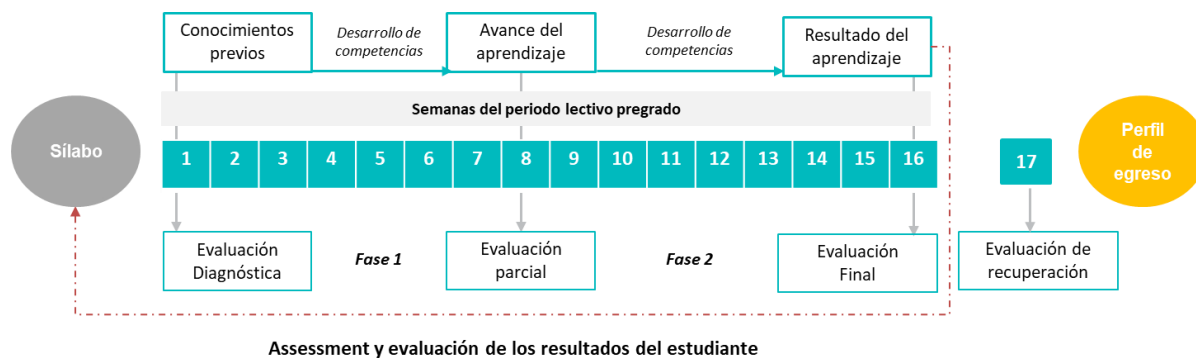 Conocimientos
previos
Desarrollo de
competencias
Avance del
aprendizaje
Desarrollo de
competencias
Resultado del
aprendizaje
Semanas del periodo lectivo pregrado
Sílabo
1 2 3 4 5 6 7 8 9 10 11 12 13 14 15 16
17
Perfil
de
egreso
Evaluación
Diagnóstica
Fase 1
Evaluación
parcial
Fase 2
Evaluación
Final
Evaluación de
recuperación
Assessment y evaluación de los resultados del estudiante